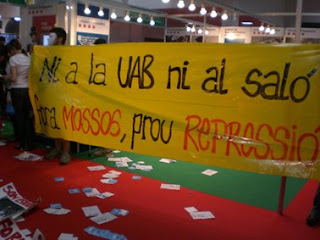 Ni a la UAB ni al saló
fora MOSSOS, prou REPRESSIÓ